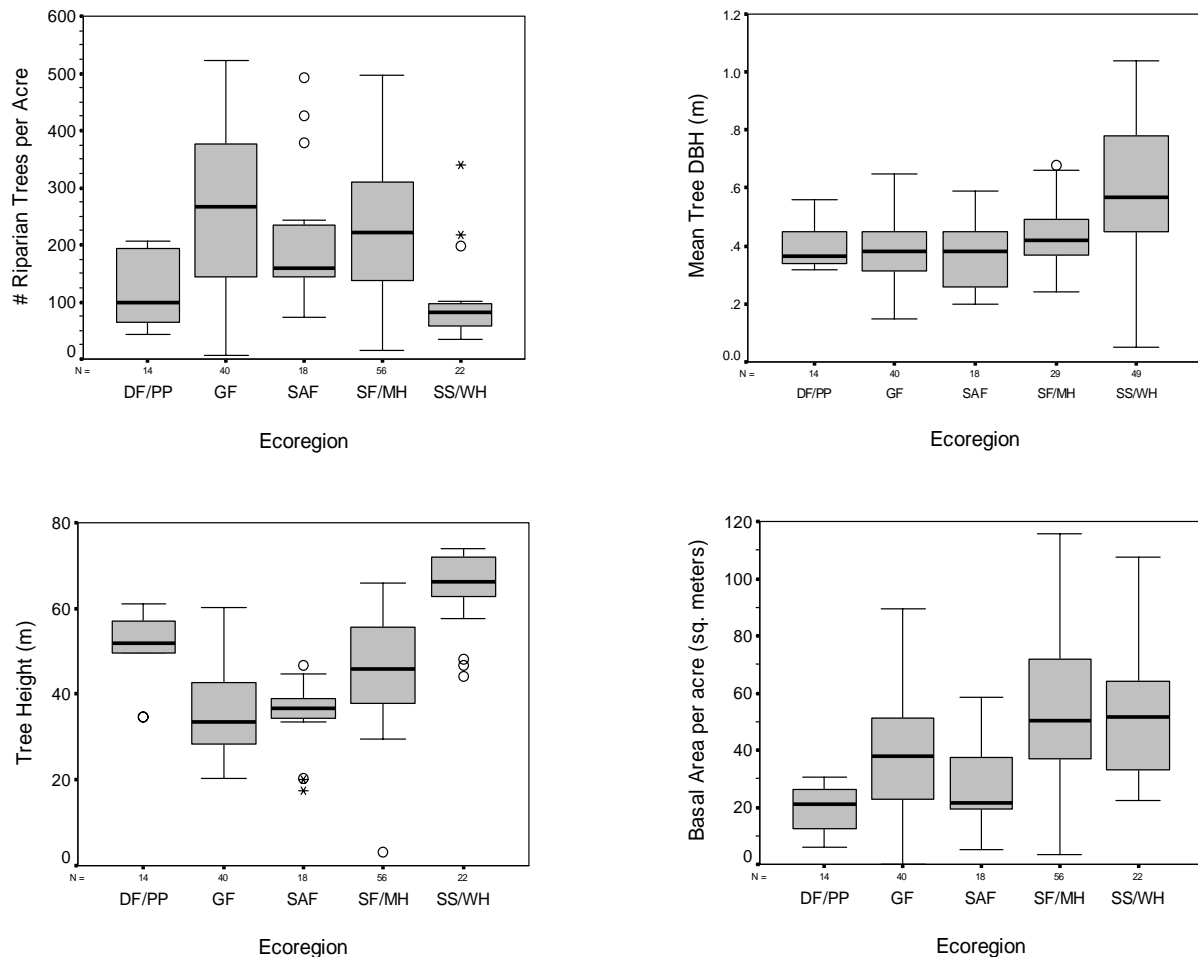 # Riparian Trees per Acre
600
500
400
300
200
100
0
N = 14 40 18 56 22
DF/PP GF SAF SF/MH SS/WH
Ecoregion
Mean Tree DBH (m)
1.2
1.0
.8
.6
.4
.2
0.0
N = 14 40 18 29 49
DF/PP GF SAF SF/MH SS/WH
Ecoregion
Tree Height (m)
80
60
40
20
0
N = 14 40 18 56 22
DF/PP GF SAF SF/MH SS/WH
Ecoregion
Basal Area per acre (sq. meters)
120
100
80
60
40
20
0
N = 14 40 18 56 22
DF/PP GF SAF SF/MH SS/WH
Ecoregion